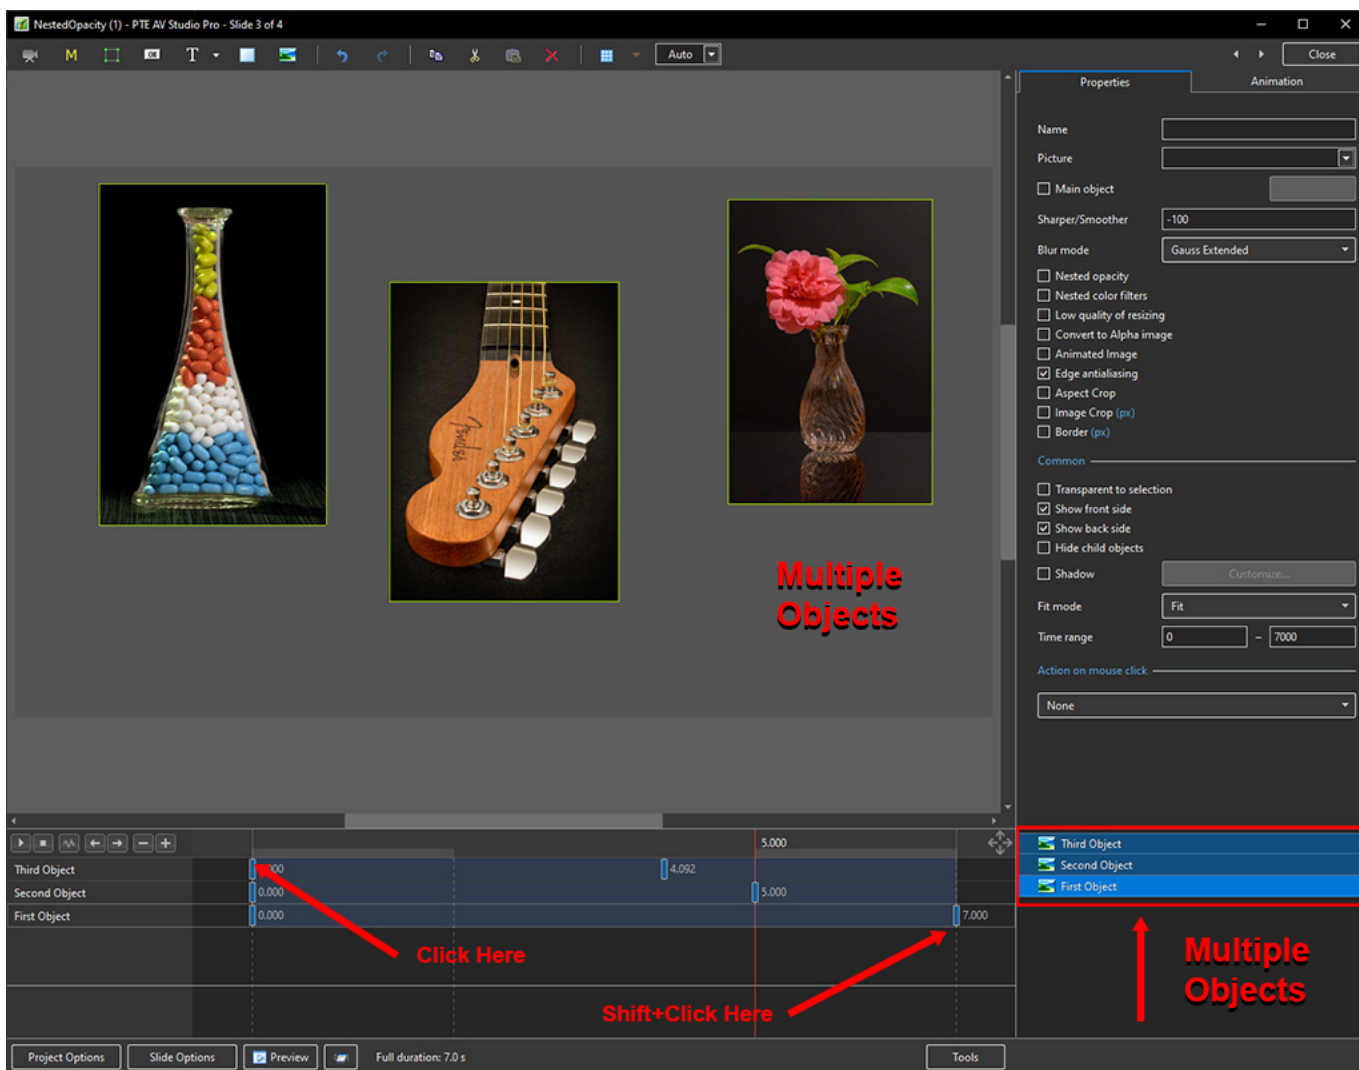 NestedOpacity (1) - PTE AV Studio Pro - Slide 3 of 4
M OK T Auto Close
Properties Animation
Name
Picture
Main object
Sharper/Smoother -100
Blur mode Gauss Extended
Nested opacity
Nested color filters
Low quality of resizing
Convert to Alpha image
Animated Image
Edge antialiasing
Aspect Crop
Image Crop (px)
Border (px)
Common
Transparent to selection
Show front side
Show back side
Hide child objects
Shadow Customize...
Fit mode Fit
Time range 0 - 7000
Action on mouse click
None
Fender
Multiple
Objects
5.000
Third Object 4.092
Second Object 0.000 5.000
First Object 0.000 7.000
Click Here
Shift+Click Here
Third Object
Second Object
First Object
Multiple
Objects
Project Options Slide Options Preview Full duration: 7.0 s Tools